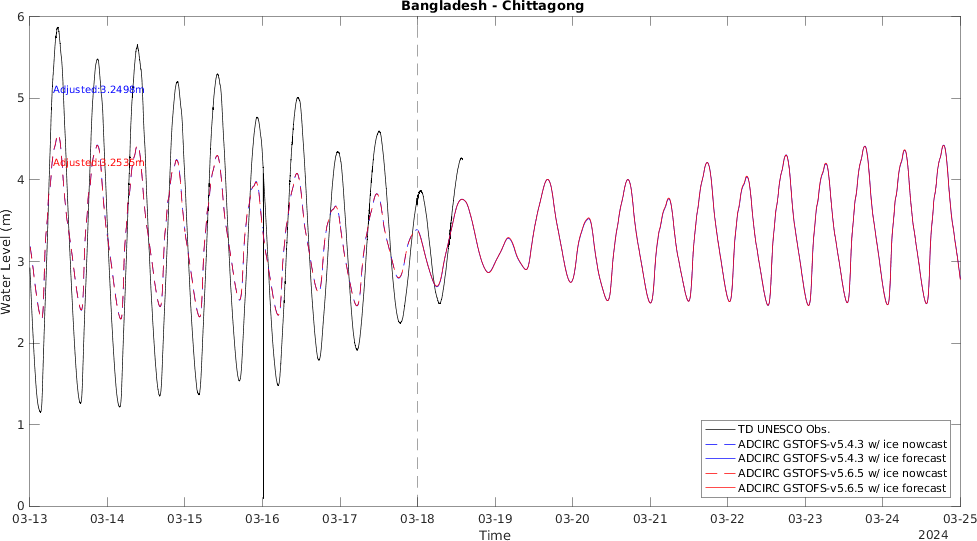 Bangladesh - Chittagong
6
5
4
3
2
1
0
Water Level (m)
Adjusted:3.2498m
Adjusted:3.2535m
TD UNESCO Obs.
ADCIRC GSTOFS-v5.4.3 w/ ice nowcast
ADCIRC GSTOFS-v5.4.3 w/ ice forecast
ADCIRC GSTOFS-v5.6.5 w/ ice nowcast
ADCIRC GSTOFS-v5.6.5 w/ ice forecast
03-13 03-14 03-15 03-16 03-17 03-18 03-19 03-20 03-21 03-22 03-23 03-24 03-25
Time
2024